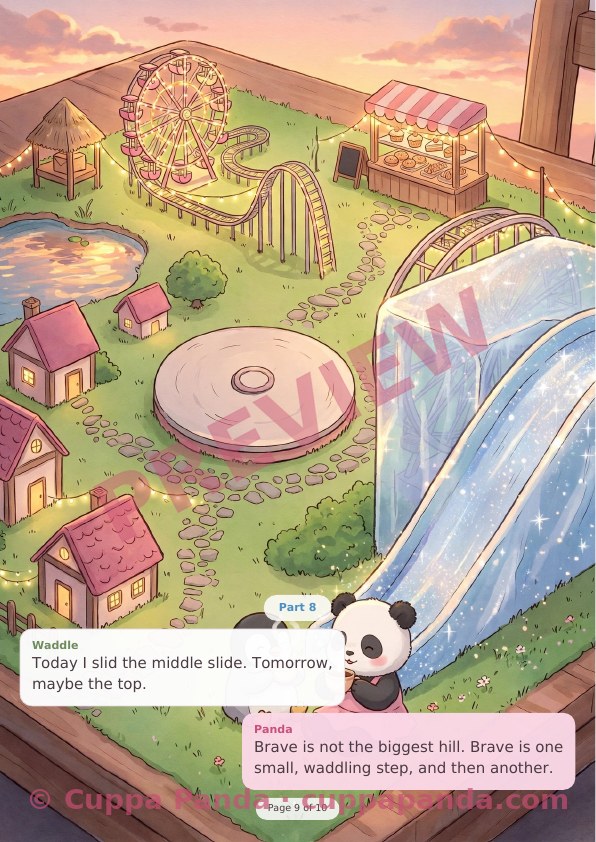 PREVIEW
Part 8
Waddle
Today I slid the middle slide. Tomorrow,
maybe the top.
Panda
Brave is not the biggest hill. Brave is one
small, waddling step, and then another.
© Cuppa Panda · cuppapanda.com
Page 9 of 10